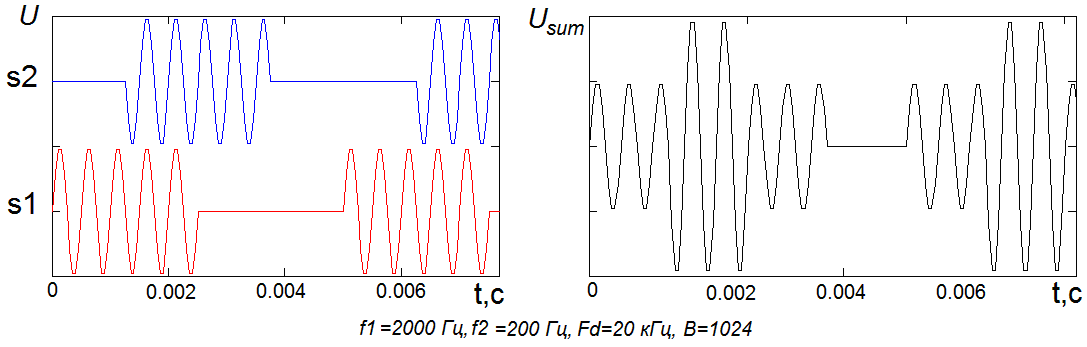 U
s2
s1
0 0.002 0.004 0.006 t,c
U sum
0 0.002 0.004 0.006 t,c
f1 =2000 Гц, f2 =200 Гц, Fd=20 кГц, B=1024